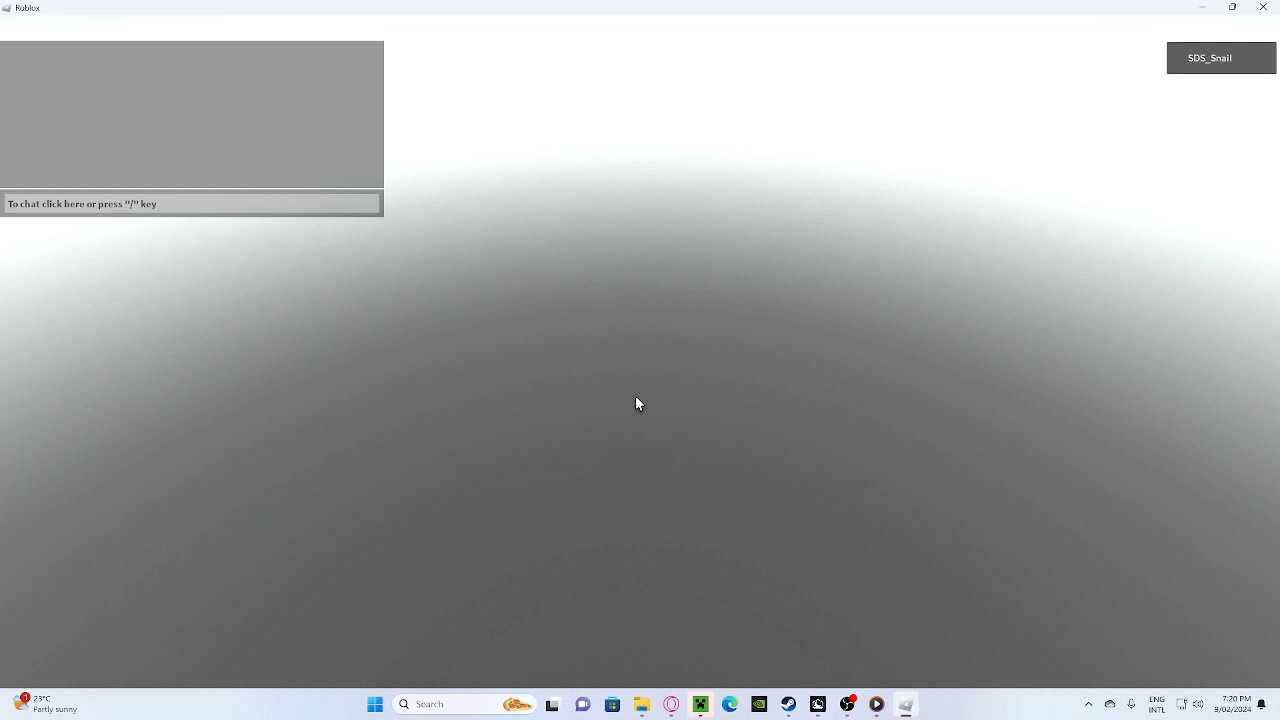 Roblox
SDS_Snail
To chat click here or press "/" key
1
23°C
Partly sunny
Search
ENG
INTL
7:20 PM
9/02/2024